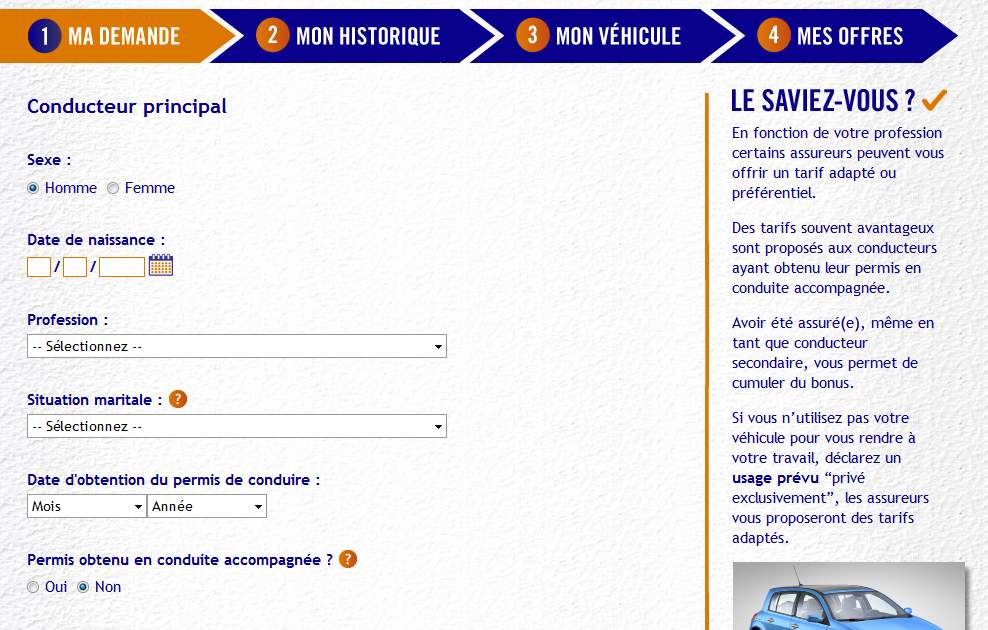 1 MA DEMANDE 2 MON HISTORIQUE 3 MON VÉHICULE 4 MES OFFRES
Conducteur principal
Sexe :
Homme Femme
Date de naissance :
/ /
Profession :
-- Sélectionnez --
Situation maritale : ?
-- Sélectionnez --
Date d'obtention du permis de conduire :
Mois Année
Permis obtenu en conduite accompagnée ? ?
Oui Non
LE SAVIEZ-VOUS ?
En fonction de votre profession
certains assureurs peuvent vous
offrir un tarif adapté ou
préférentiel.
Des tarifs souvent avantageux
sont proposés aux conducteurs
ayant obtenu leur permis en
conduite accompagnée.
Avoir été assuré(e), même en
tant que conducteur
secondaire, vous permet de
cumuler du bonus.
Si vous n’utilisez pas votre
véhicule pour vous rendre à
votre travail, déclarez un
usage prévu “privé
exclusivement”, les assureurs
vous proposeront des tarifs
adaptés.